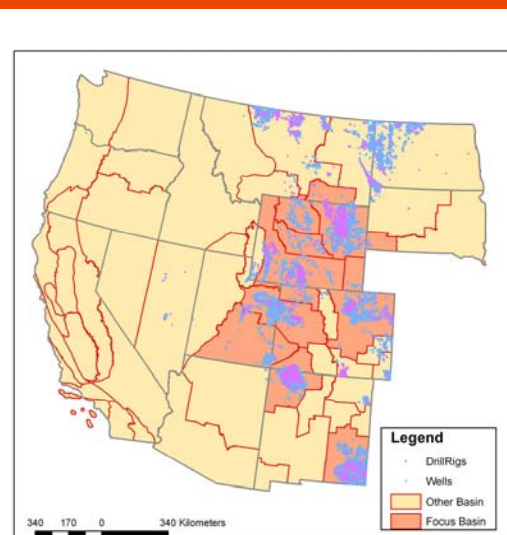 Legend
DrillRigs
Wells
Other Basin
Focus Basin
340 170 0 340 Kilometers